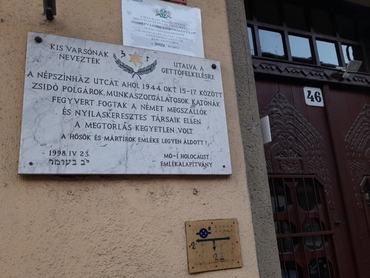 KIS VARSÓNAK
NEVEZTÉK
UTALVA A
GETTÓFELKELÉSRE
A NÉPSZÍNHÁZ UTCÁT, AHOL 1944. OKT. 15-17. KÖZÖTT
ZSIDÓ POLGÁROK, MUNKASZOLGÁLATOSOK, KATONÁK
FEGYVERT FOGTAK A NÉMET MEGSZÁLLÓK
ÉS NYILASKERESZTES TÁRSAIK ELLEN
A MEGTORLÁS KEGYETLEN VOLT.
A HŐSÖK ÉS MÁRTÍROK EMLÉKE LEGYEN ÁLDOTT!
1998. IV. 23.
MO-I HOLOCAUST
EMLÉKALAPÍTVÁNY
46